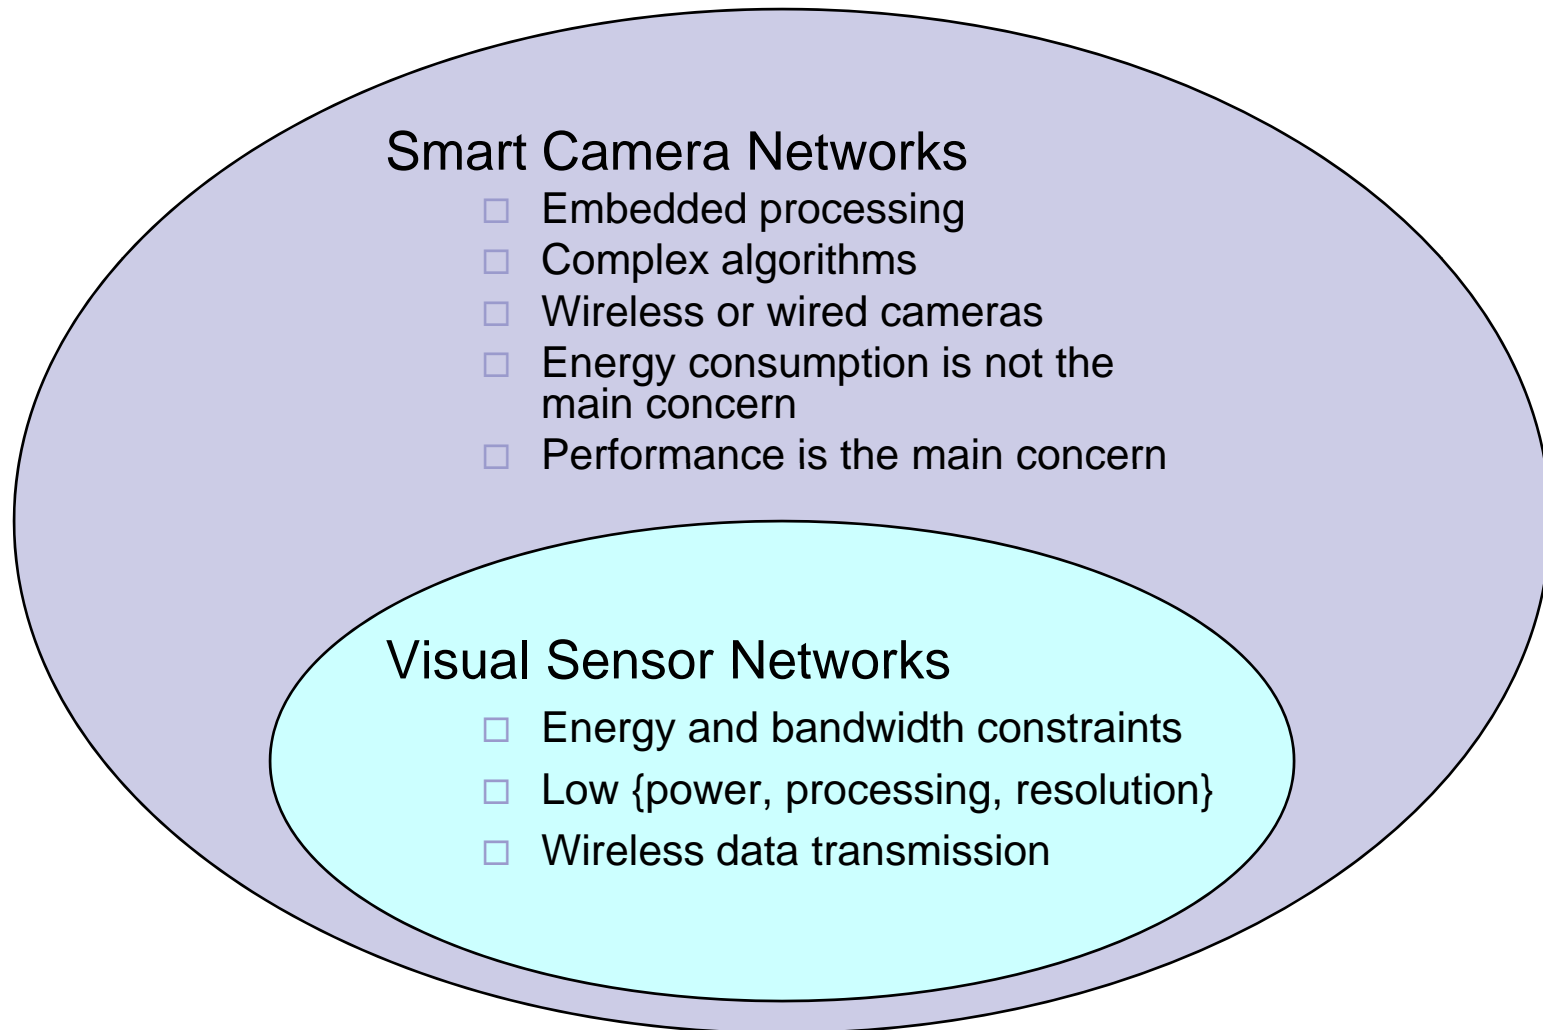 Smart Camera Networks
Embedded processing
Complex algorithms
Wireless or wired cameras
Energy consumption is not the
main concern
Performance is the main concern
Visual Sensor Networks
Energy and bandwidth constraints
Low {power, processing, resolution}
Wireless data transmission